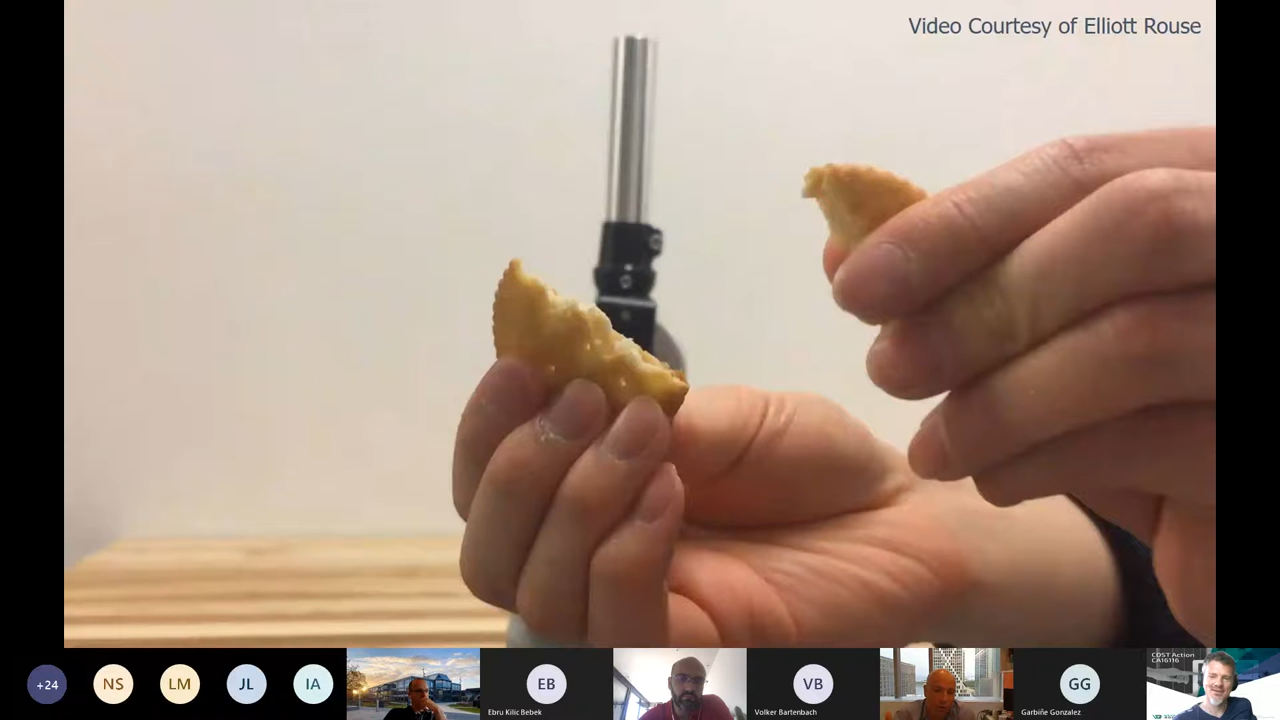 Video Courtesy of Elliott Rouse
+24
NS
LM
JL
IA
EB
Ebru Kilic Bebek
VB
Volker Bartenbach
GG
Garbiñe Gonzalez
COST Action
CA16116